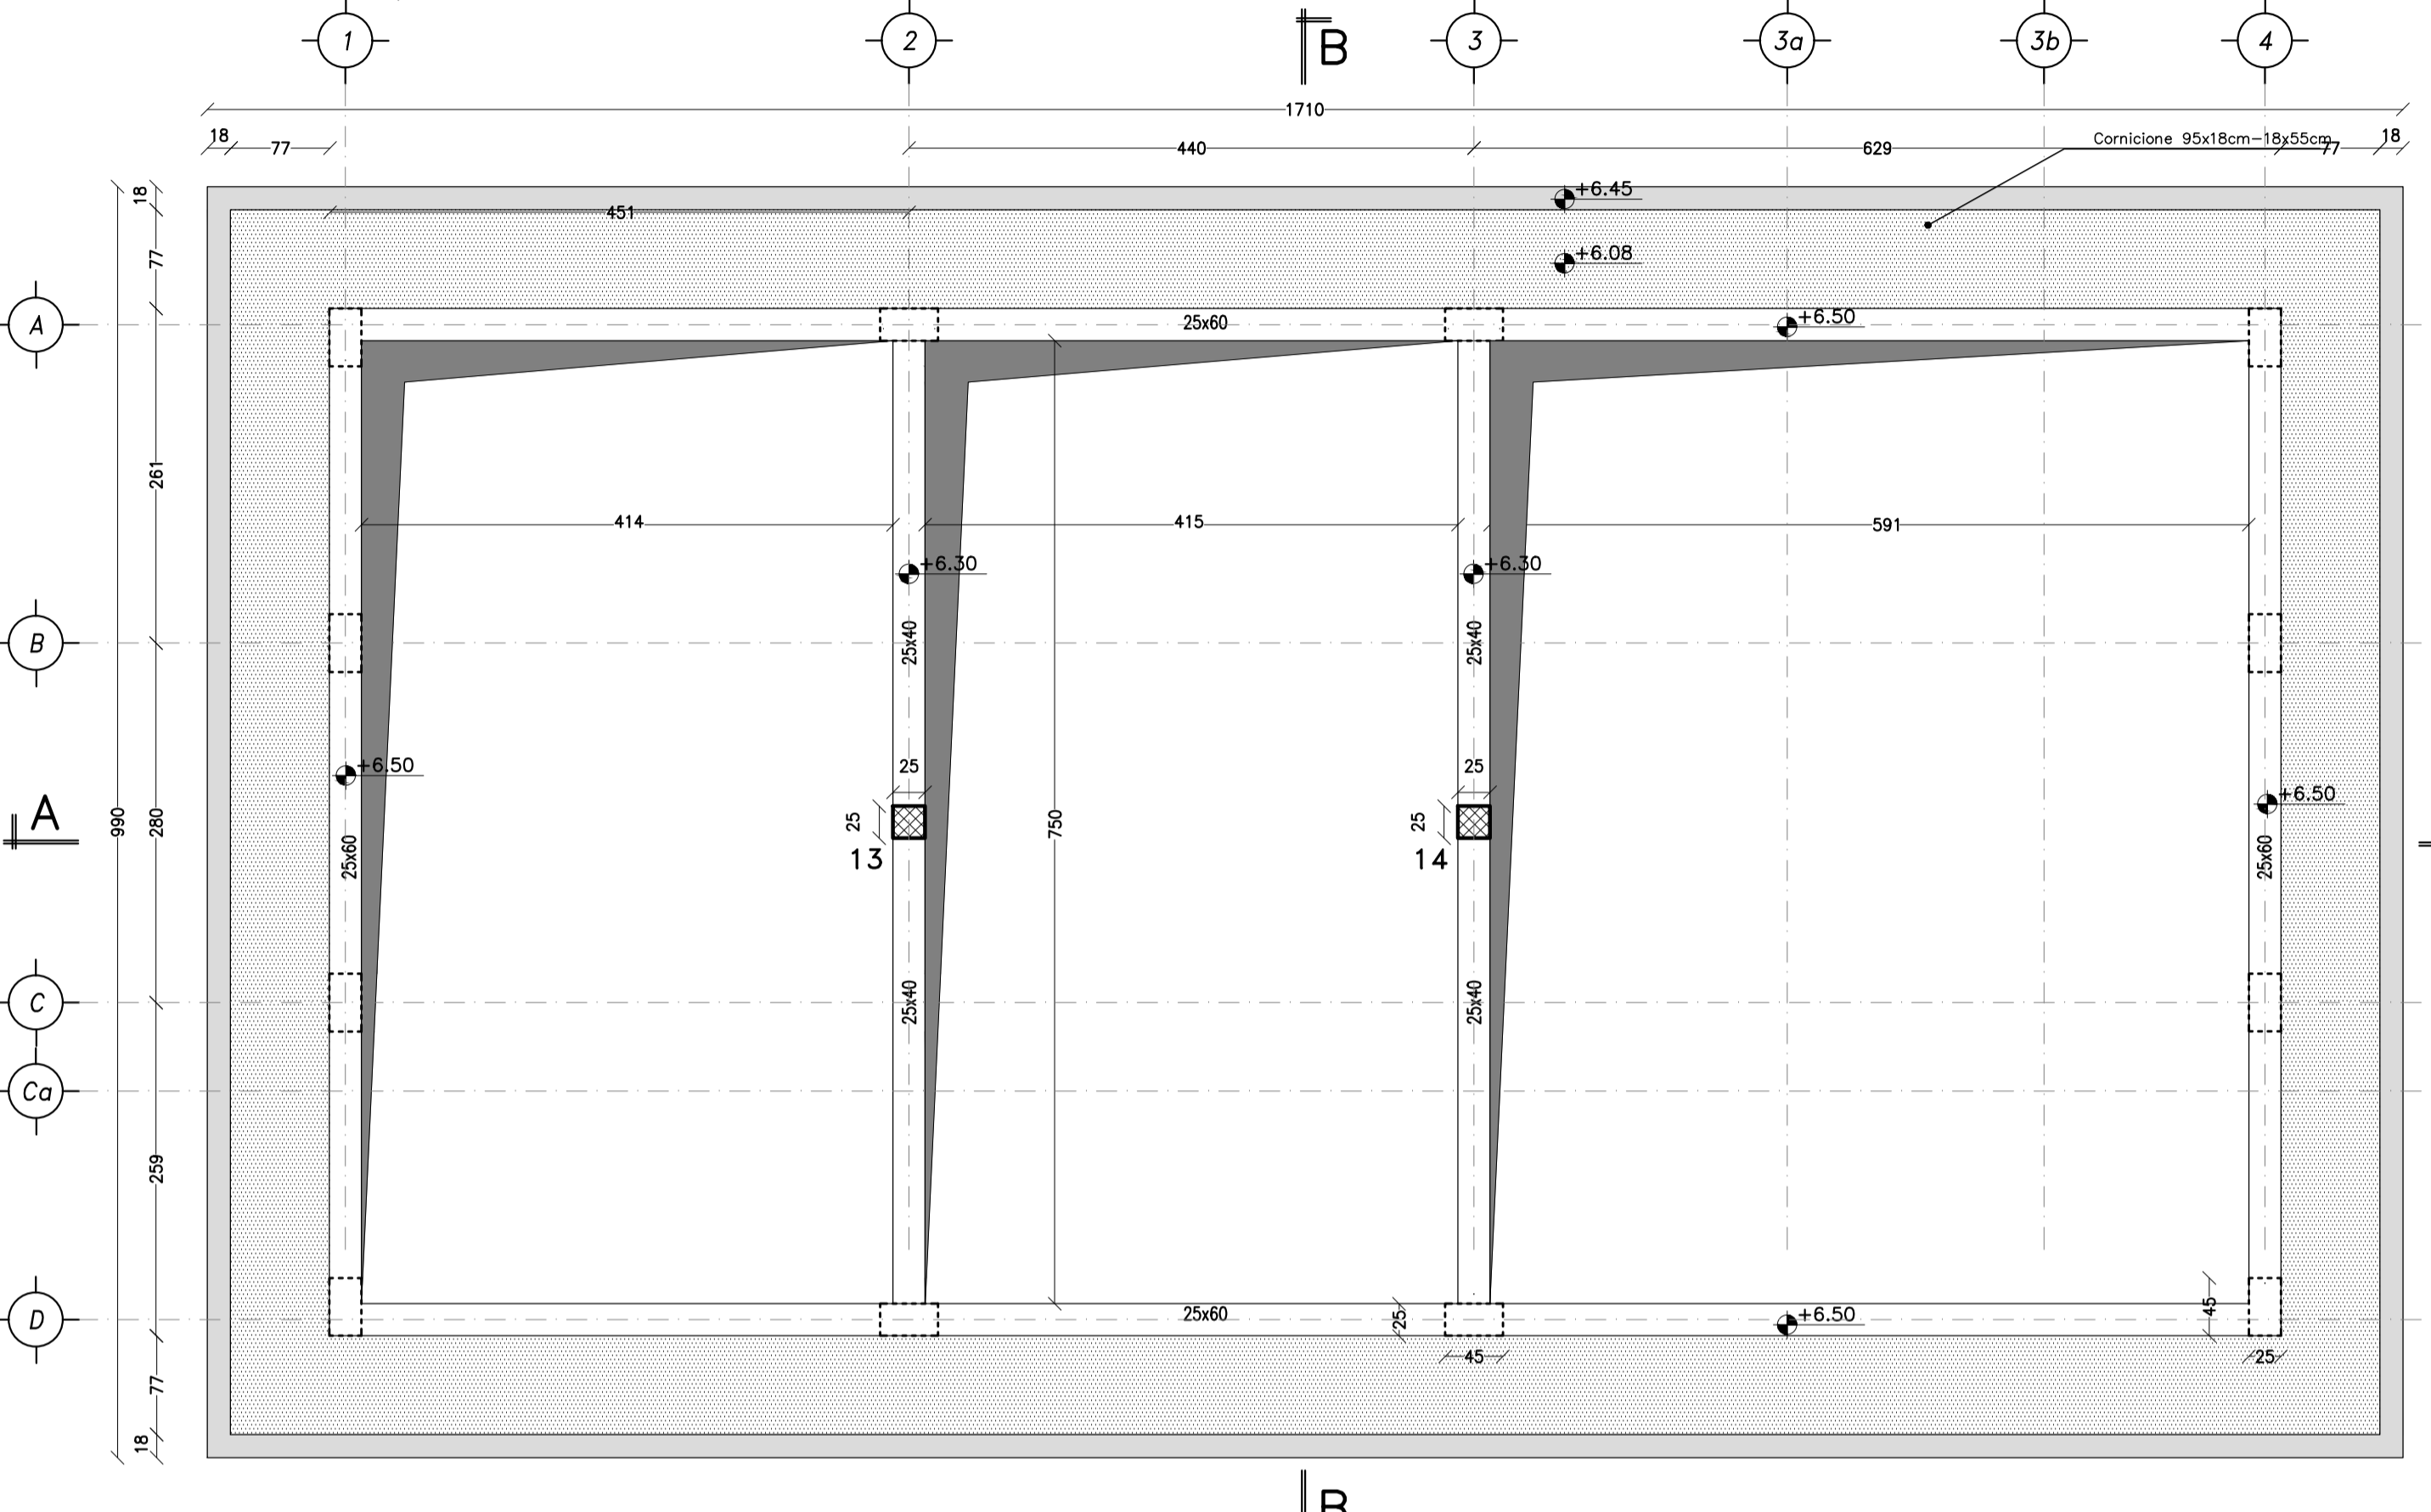 1 2 B 3 3a 3b 4
1710
18 77 440 629 Cornicione 95x18cm-18x55cm 77 18
18 451 +6.45
77 +6.08
A 25x60 +6.50
261
414 415 591
+6.30 +6.30
B 25x40 25x40
+6.50 25 25 +6.50
A 990 280 25 750 25
25x60 13 14 25x60
C 25x40 25x40
Ca
259
D 25x60 25 +6.50 45
45 25
77
18
B